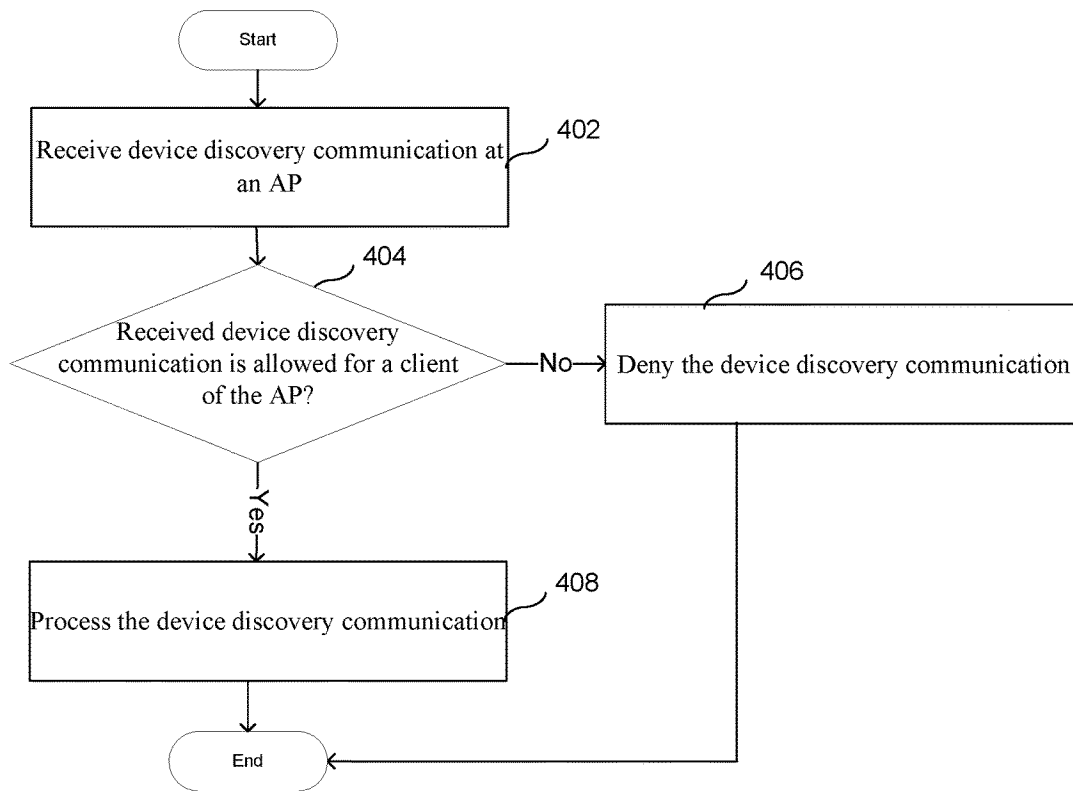 Start
402
Receive device discovery communication at
an AP
404
Received device discovery
communication is allowed for a client
of the AP?
No
406
Deny the device discovery communication
Yes
408
Process the device discovery communication
End